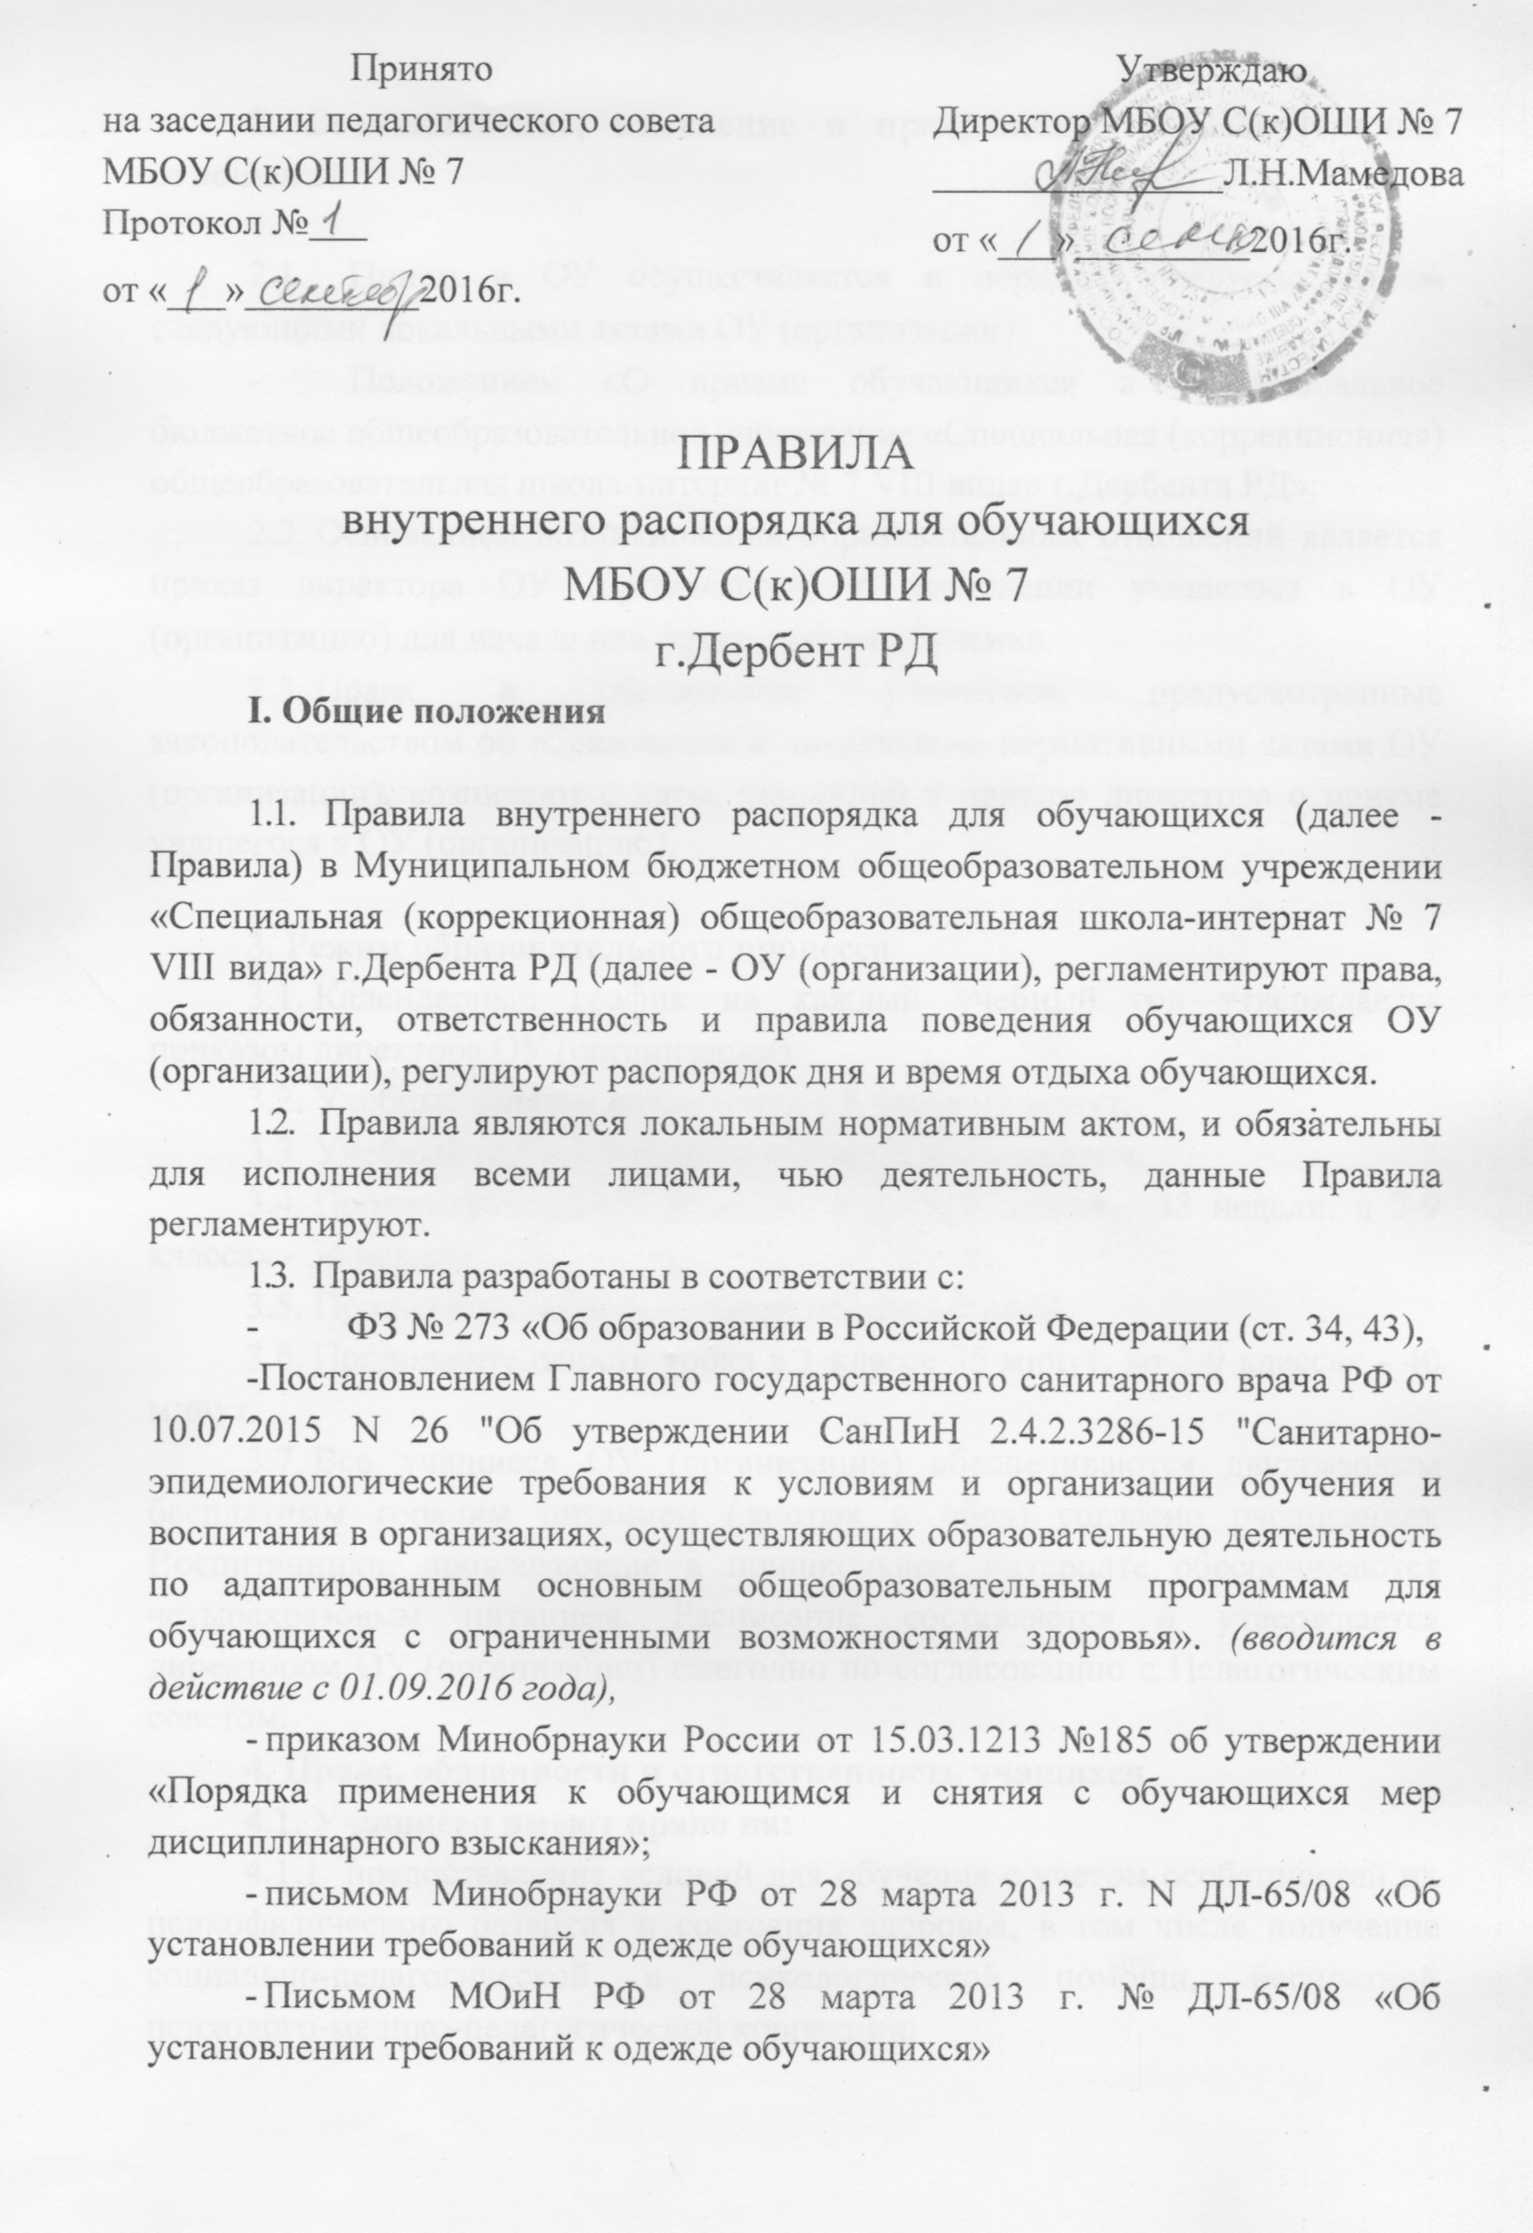 Принято
на заседании педагогического совета
МБОУ С(к)ОШИ № 7
Протокол № 1
от « 1 » сентябр 2016г.
Утверждаю
Директор МБОУ С(к)ОШИ № 7
Л.Н.Мамедова
от « 1 » 2016г.
ПРАВИЛА
внутреннего распорядка для обучающихся
МБОУ С(к)ОШИ № 7
г.Дербент РД
I. Общие положения
1.1. Правила внутреннего распорядка для обучающихся (далее -
Правила) в Муниципальном бюджетном общеобразовательном учреждении
«Специальная (коррекционная) общеобразовательная школа-интернат № 7
VIII вида» г.Дербента РД (далее - ОУ (организации), регламентируют права,
обязанности, ответственность и правила поведения обучающихся ОУ
(организации), регулируют распорядок дня и время отдыха обучающихся.
1.2. Правила являются локальным нормативным актом, и обязательны
для исполнения всеми лицами, чью деятельность, данные Правила
регламентируют.
1.3. Правила разработаны в соответствии с:
- ФЗ № 273 «Об образовании в Российской Федерации (ст. 34, 43),
-Постановлением Главного государственного санитарного врача РФ от
10.07.2015 N 26 "Об утверждении СанПиН 2.4.2.3286-15 "Санитарно-
эпидемиологические требования к условиям и организации обучения и
воспитания в организациях, осуществляющих образовательную деятельность
по адаптированным основным общеобразовательным программам для
обучающихся с ограниченными возможностями здоровья». (вводится в
действие с 01.09.2016 года),
- приказом Минобрнауки России от 15.03.1213 №185 об утверждении
«Порядка применения к обучающимся и снятия с обучающихся мер
дисциплинарного взыскания»;
- письмом Минобрнауки РФ от 28 марта 2013 г. N ДЛ-65/08 «Об
установлении требований к одежде обучающихся»
- Письмом МОиН РФ от 28 марта 2013 г. № ДЛ-65/08 «Об
установлении требований к одежде обучающихся»